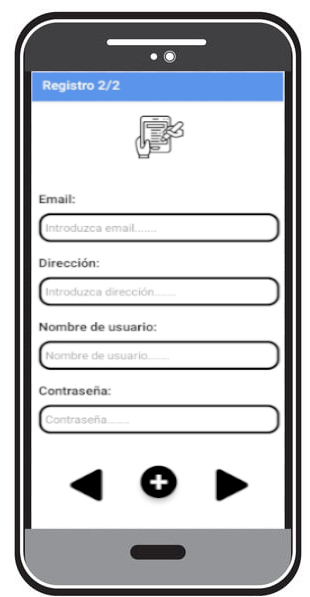 Registro 2/2
Email:
Introduzca email.......
Dirección:
Introduzca dirección.......
Nombre de usuario:
Nombre de usuario.......
Contraseña:
Contraseña.......